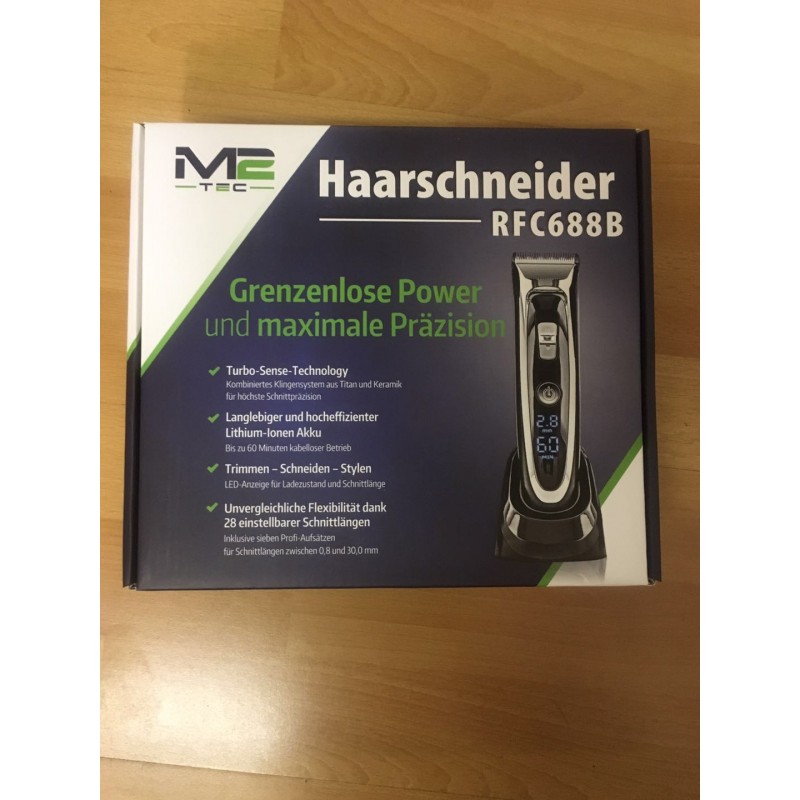 M2
TEC
Haarschneider
RFC688B
Grenzenlose Power
und maximale Präzision
Turbo-Sense-Technology
Kombiniertes Klingensystem aus Titan und Keramik
für höchste Schnittpräzision
Langlebiger und hocheffizienter
Lithium-Ionen Akku
Bis zu 60 Minuten kabelloser Betrieb
Trimmen – Schneiden – Stylen
LED-Anzeige für Ladezustand und Schnittlänge
Unvergleichliche Flexibilität dank
28 einstellbarer Schnittlängen
Inklusive sieben Profi-Aufsätzen
für Schnittlängen zwischen 0,8 und 30,0 mm
2.8
mm
60
MIN.